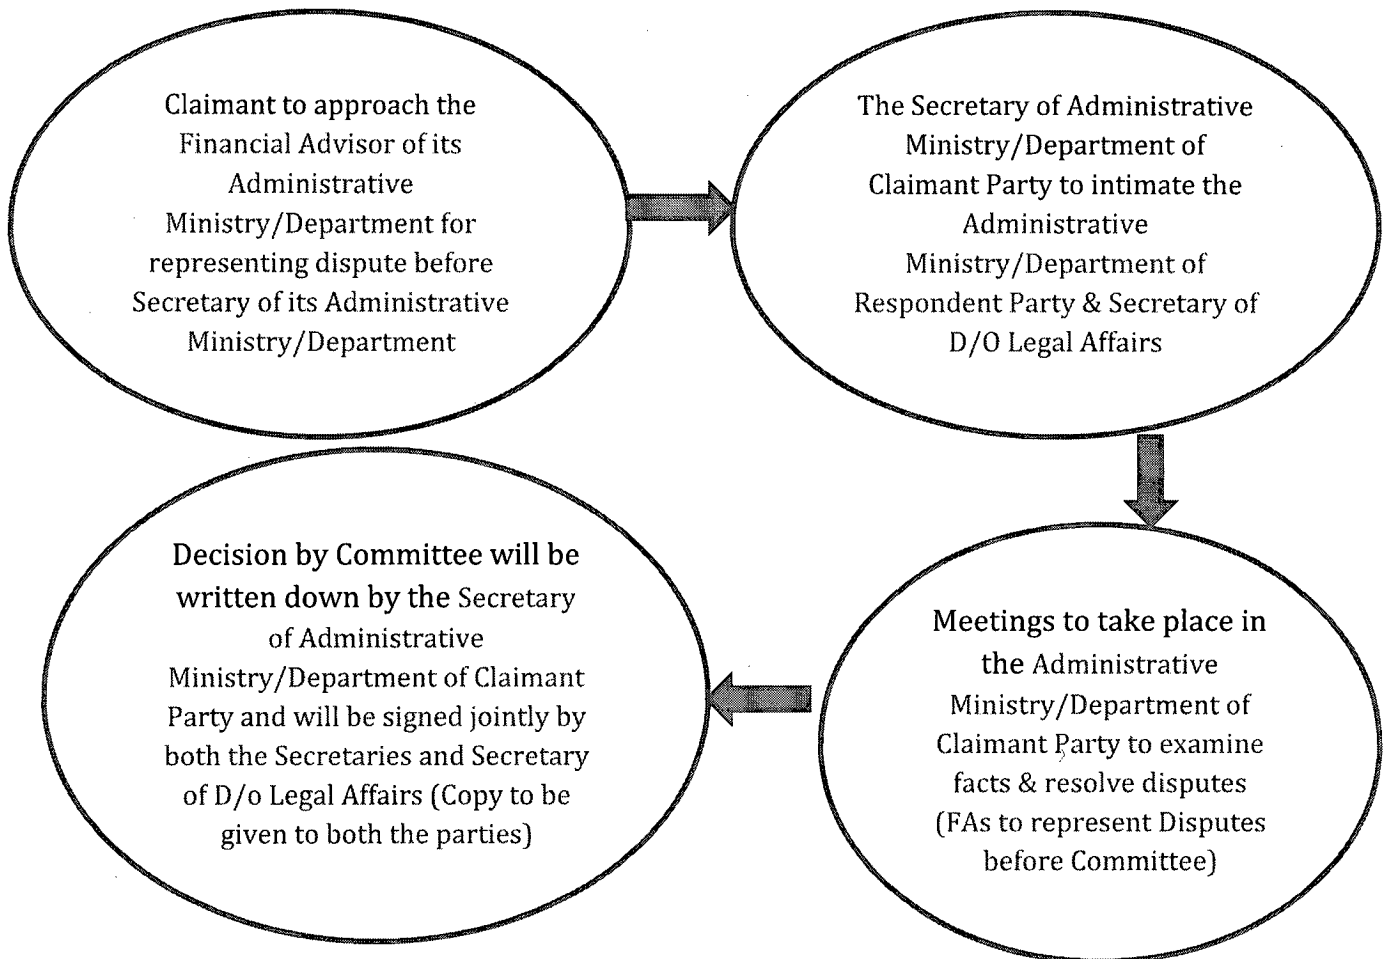 Claimant to approach the
Financial Advisor of its
Administrative
Ministry/Department for
representing dispute before
Secretary of its Administrative
Ministry/Department
The Secretary of Administrative
Ministry/Department of
Claimant Party to intimate the
Administrative
Ministry/Department of
Respondent Party & Secretary of
D/O Legal Affairs
Meetings to take place in
the Administrative
Ministry/Department of
Claimant Party to examine
facts & resolve disputes
(FAs to represent Disputes
before Committee)
Decision by Committee will be
written down by the Secretary
of Administrative
Ministry/Department of Claimant
Party and will be signed jointly by
both the Secretaries and Secretary
of D/o Legal Affairs (Copy to be
given to both the parties)